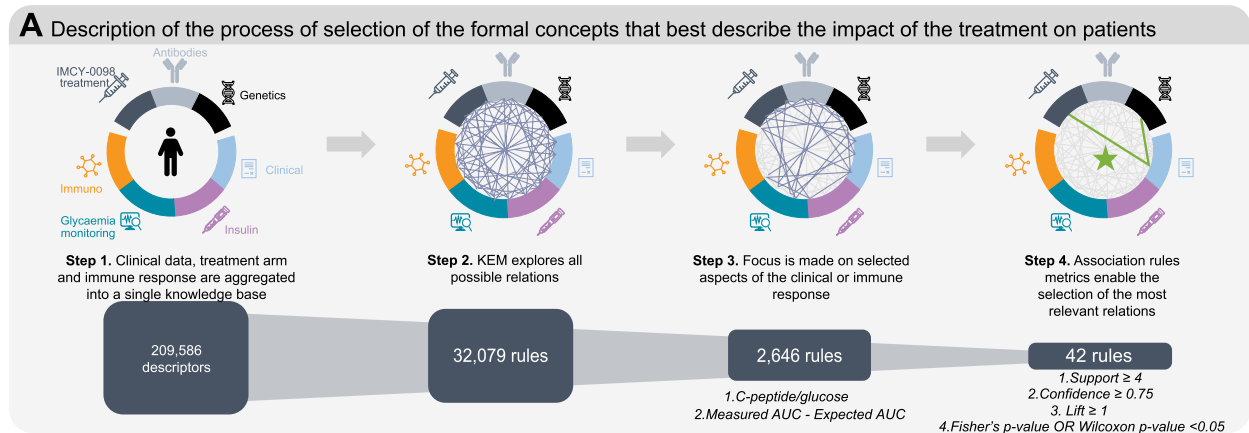 A Description of the process of selection of the formal concepts that best describe the impact of the treatment on patients
Antibodies
IMCY-0098
treatment
Genetics
Clinical
Immuno
Glycaemia
monitoring
Insulin
Step 1. Clinical data, treatment arm
and immune response are aggregated
into a single knowledge base
Step 2. KEM explores all
possible relations
Step 3. Focus is made on selected
aspects of the clinical or immune
response
Step 4. Association rules
metrics enable the
selection of the most
relevant relations
209,586
descriptors
32,079 rules
2,646 rules
42 rules
1.C-peptide/glucose
2.Measured AUC - Expected AUC
1.Support ≥ 4
2.Confidence ≥ 0.75
3. Lift ≥ 1
4.Fisher's p-value OR Wilcoxon p-value <0.05